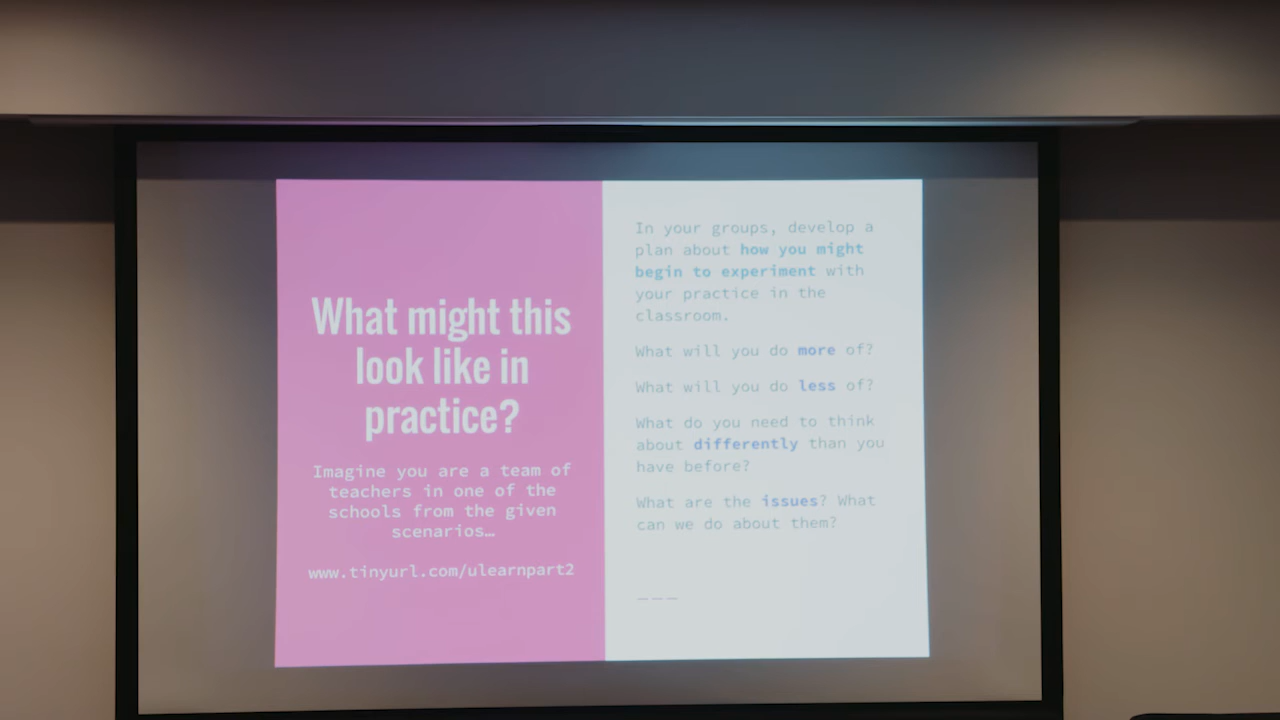 What might this
look like in
practice?
Imagine you are a team of
teachers in one of the
schools from the given
scenarios…
www.tinyurl.com/ulearnpart2
In your groups, develop a
plan about how you might
begin to experiment with
your practice in the
classroom.
What will you do more of?
What will you do less of?
What do you need to think
about differently than you
have before?
What are the issues? What
can we do about them?